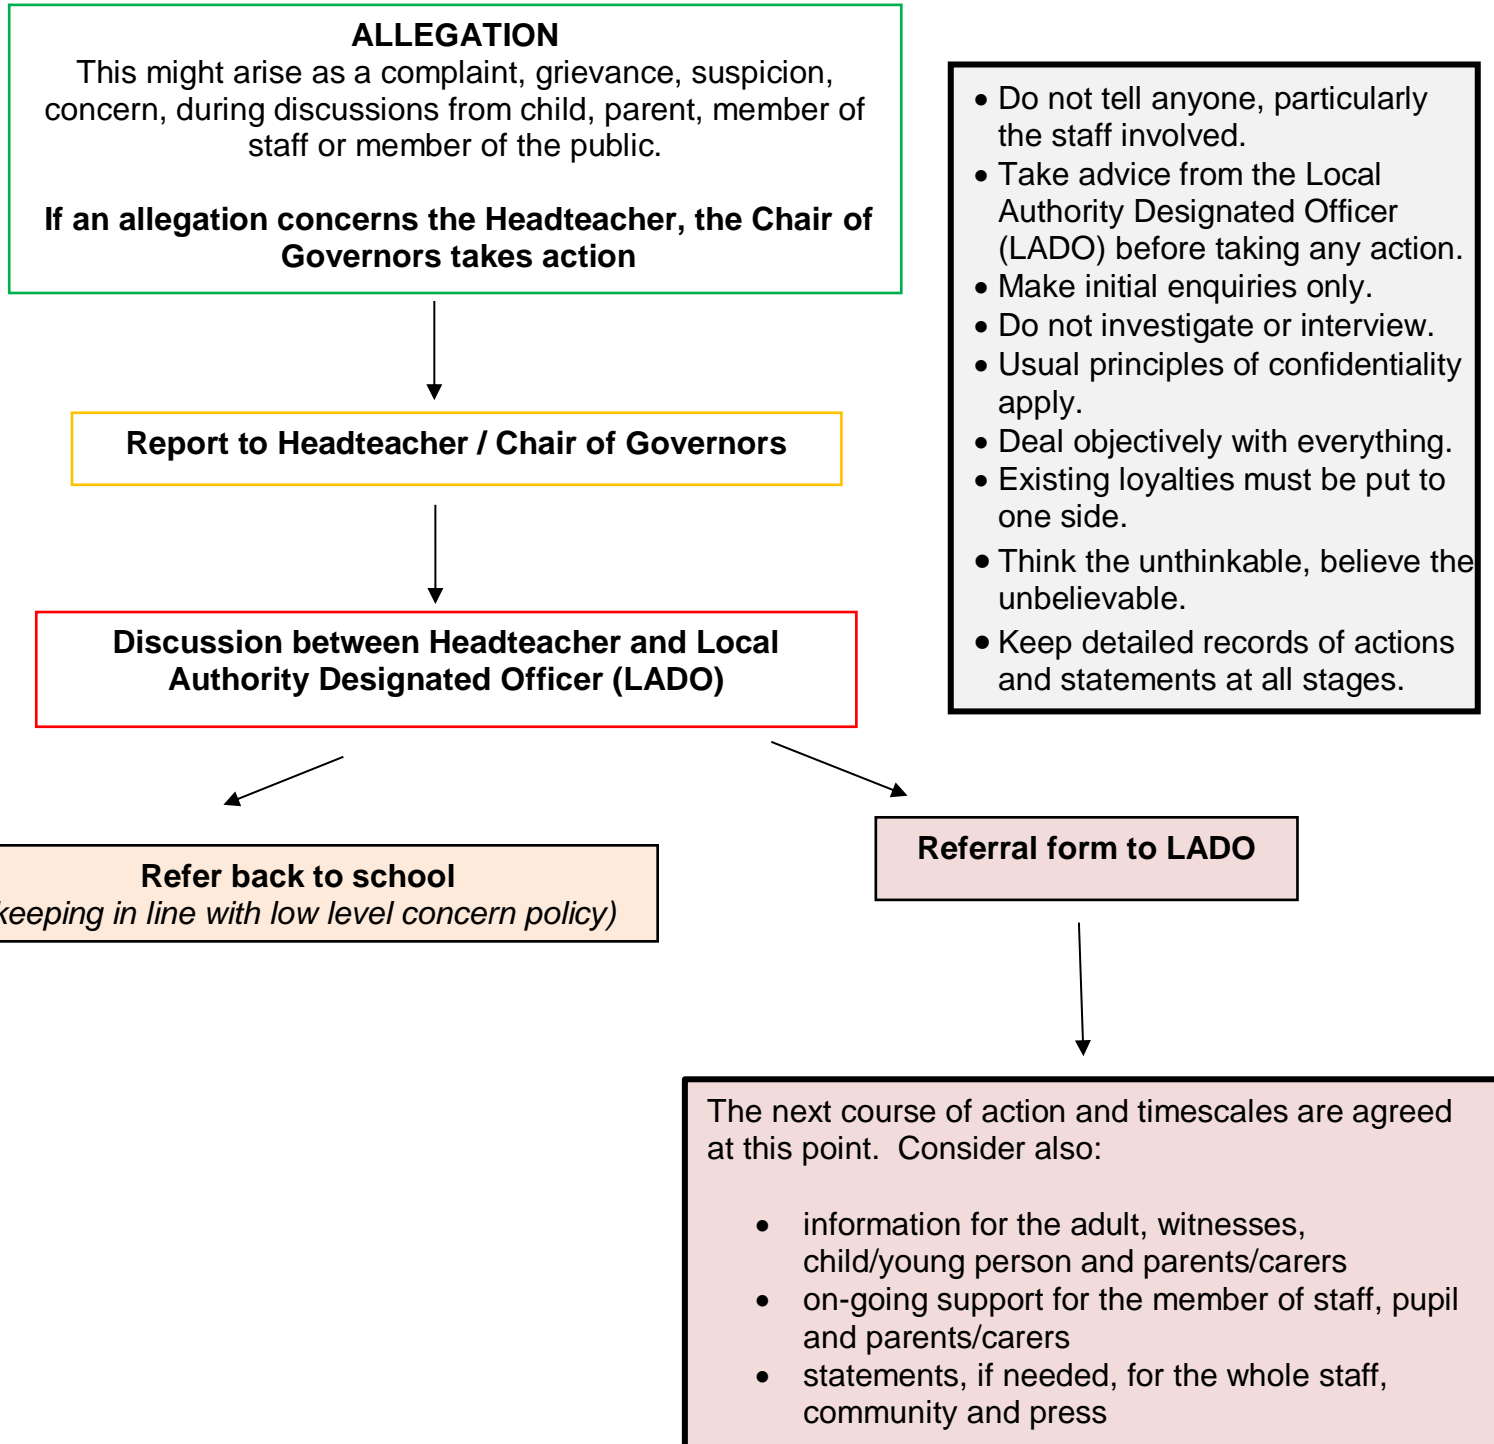 ALLEGATION
This might arise as a complaint, grievance, suspicion,
concern, during discussions from child, parent, member of
staff or member of the public.
If an allegation concerns the Headteacher, the Chair of
Governors takes action
• Do not tell anyone, particularly
the staff involved.
• Take advice from the Local
Authority Designated Officer
(LADO) before taking any action.
• Make initial enquiries only.
• Do not investigate or interview.
• Usual principles of confidentiality
apply.
• Deal objectively with everything.
• Existing loyalties must be put to
one side.
• Think the unthinkable, believe the
unbelievable.
• Keep detailed records of actions
and statements at all stages.
Report to Headteacher / Chair of Governors
Discussion between Headteacher and Local
Authority Designated Officer (LADO)
Refer back to school
keeping in line with low level concern policy)
Referral form to LADO
The next course of action and timescales are agreed
at this point.  Consider also:
• information for the adult, witnesses,
child/young person and parents/carers
• on-going support for the member of staff, pupil
and parents/carers
• statements, if needed, for the whole staff,
community and press